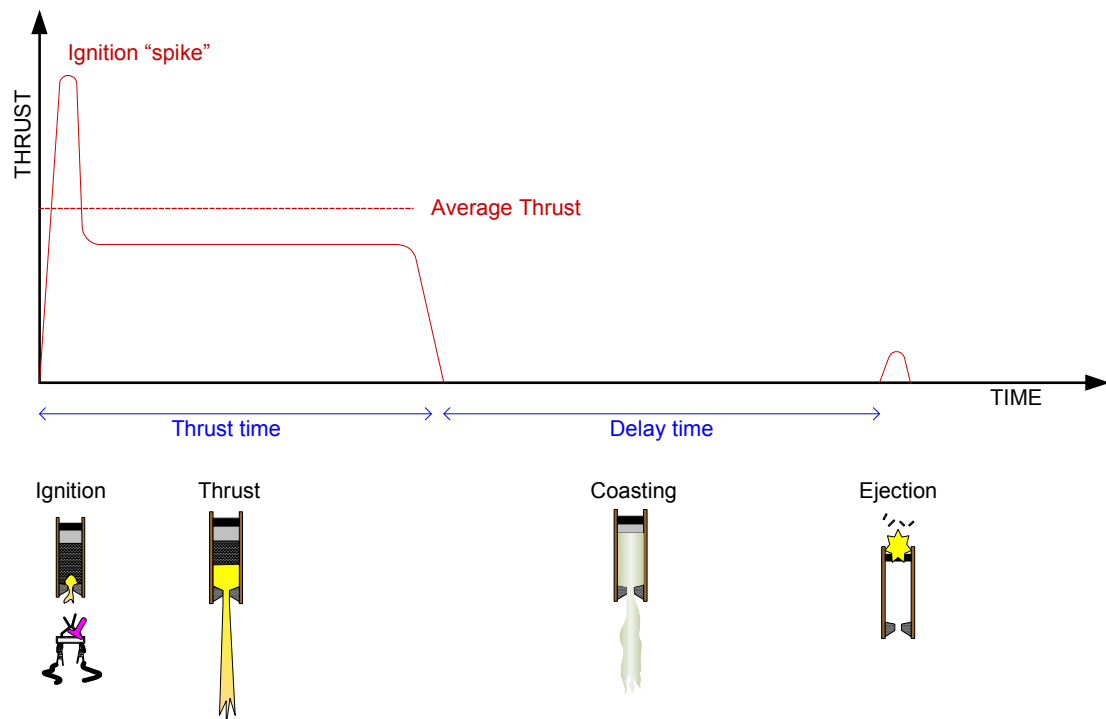 Ignition “spike”
THRUST
Average Thrust
TIME
Thrust time
Delay time
Ignition
Thrust
Coasting
Ejection